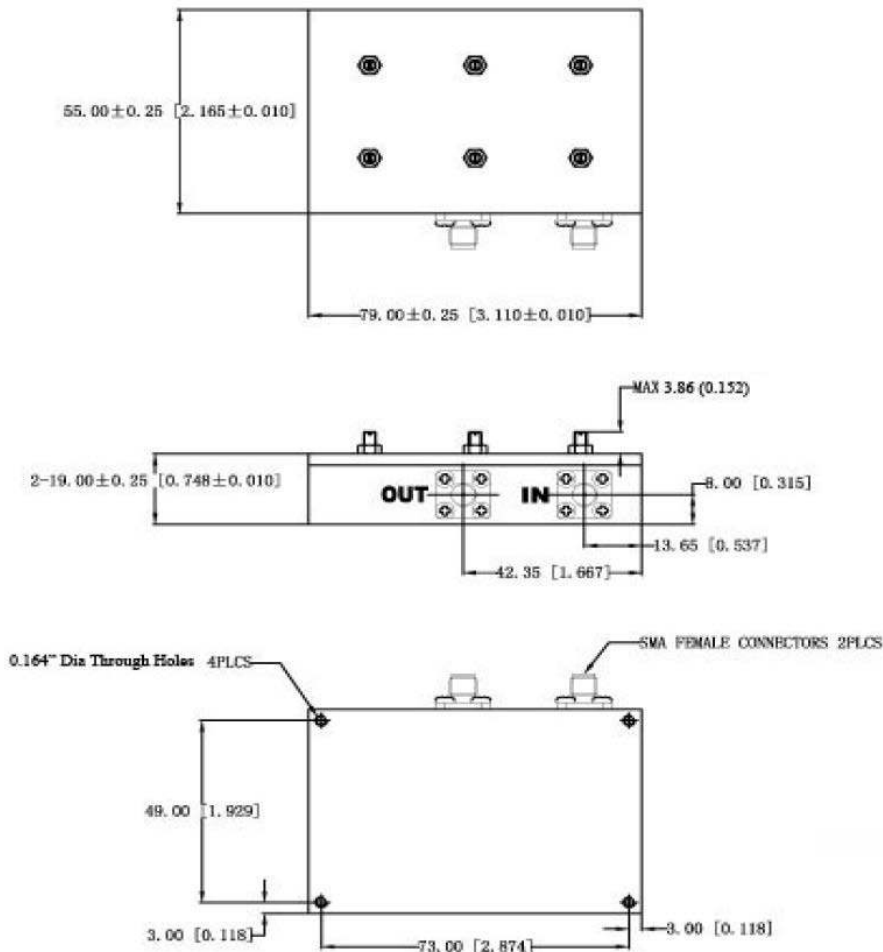 55.00±0.25 [2.165±0.010]
79.00±0.25 [3.110±0.010]
MAX 3.86 (0.152)
2-19.00±0.25 [0.748±0.010]
OUT
IN
8.00 [0.315]
13.65 [0.537]
42.35 [1.667]
SMA FEMALE CONNECTORS 2PLCS
0.164" Dia Through Holes 4PLCS
49.00 [1.929]
3.00 [0.118]
3.00 [0.118]
73.00 [2.874]